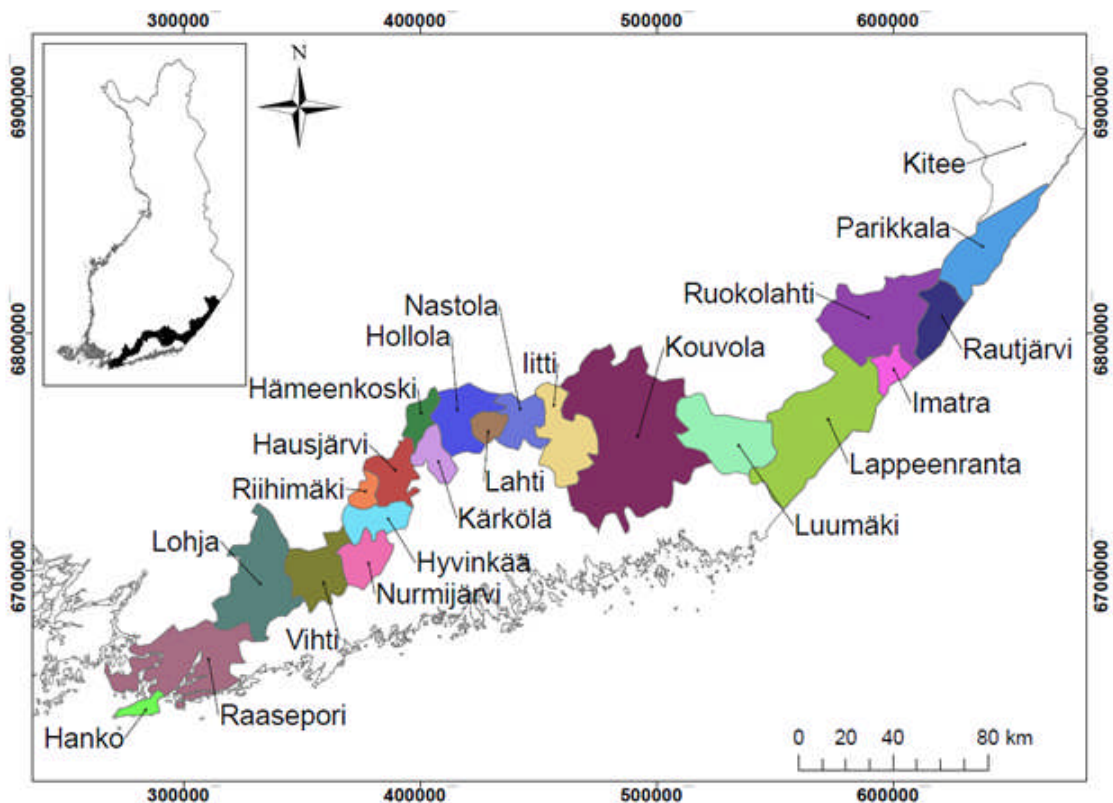 300000
400000
500000
600000
N
6900000
6900000
Kitee
Parikkala
Ruokolahti
Nastola
Hollola
Kouvola
Iitti
Rautjärvi
6800000
6800000
Hämeenkoski
Imatra
Hausjärvi
Lappeenranta
Riihimäki
Lahti
Kärkölä
Luumäki
Lohja
Hyvinkää
6700000
6700000
Nurmijärvi
Vihti
Raasepori
Hanko
0 20 40 80 km
300000
400000
500000
600000